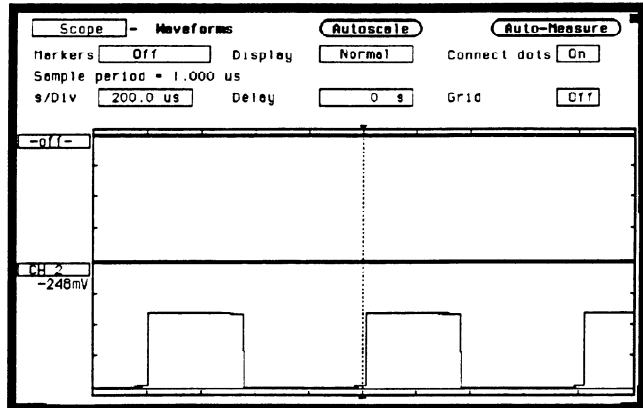 Scope - Waveforms Autoscale Auto-Measure
Markers Off Display Normal Connect dots On
Sample period = 1.000 us
s/Div 200.0 us Delay 0 s Grid Off
-off-
CH 2
-248mV